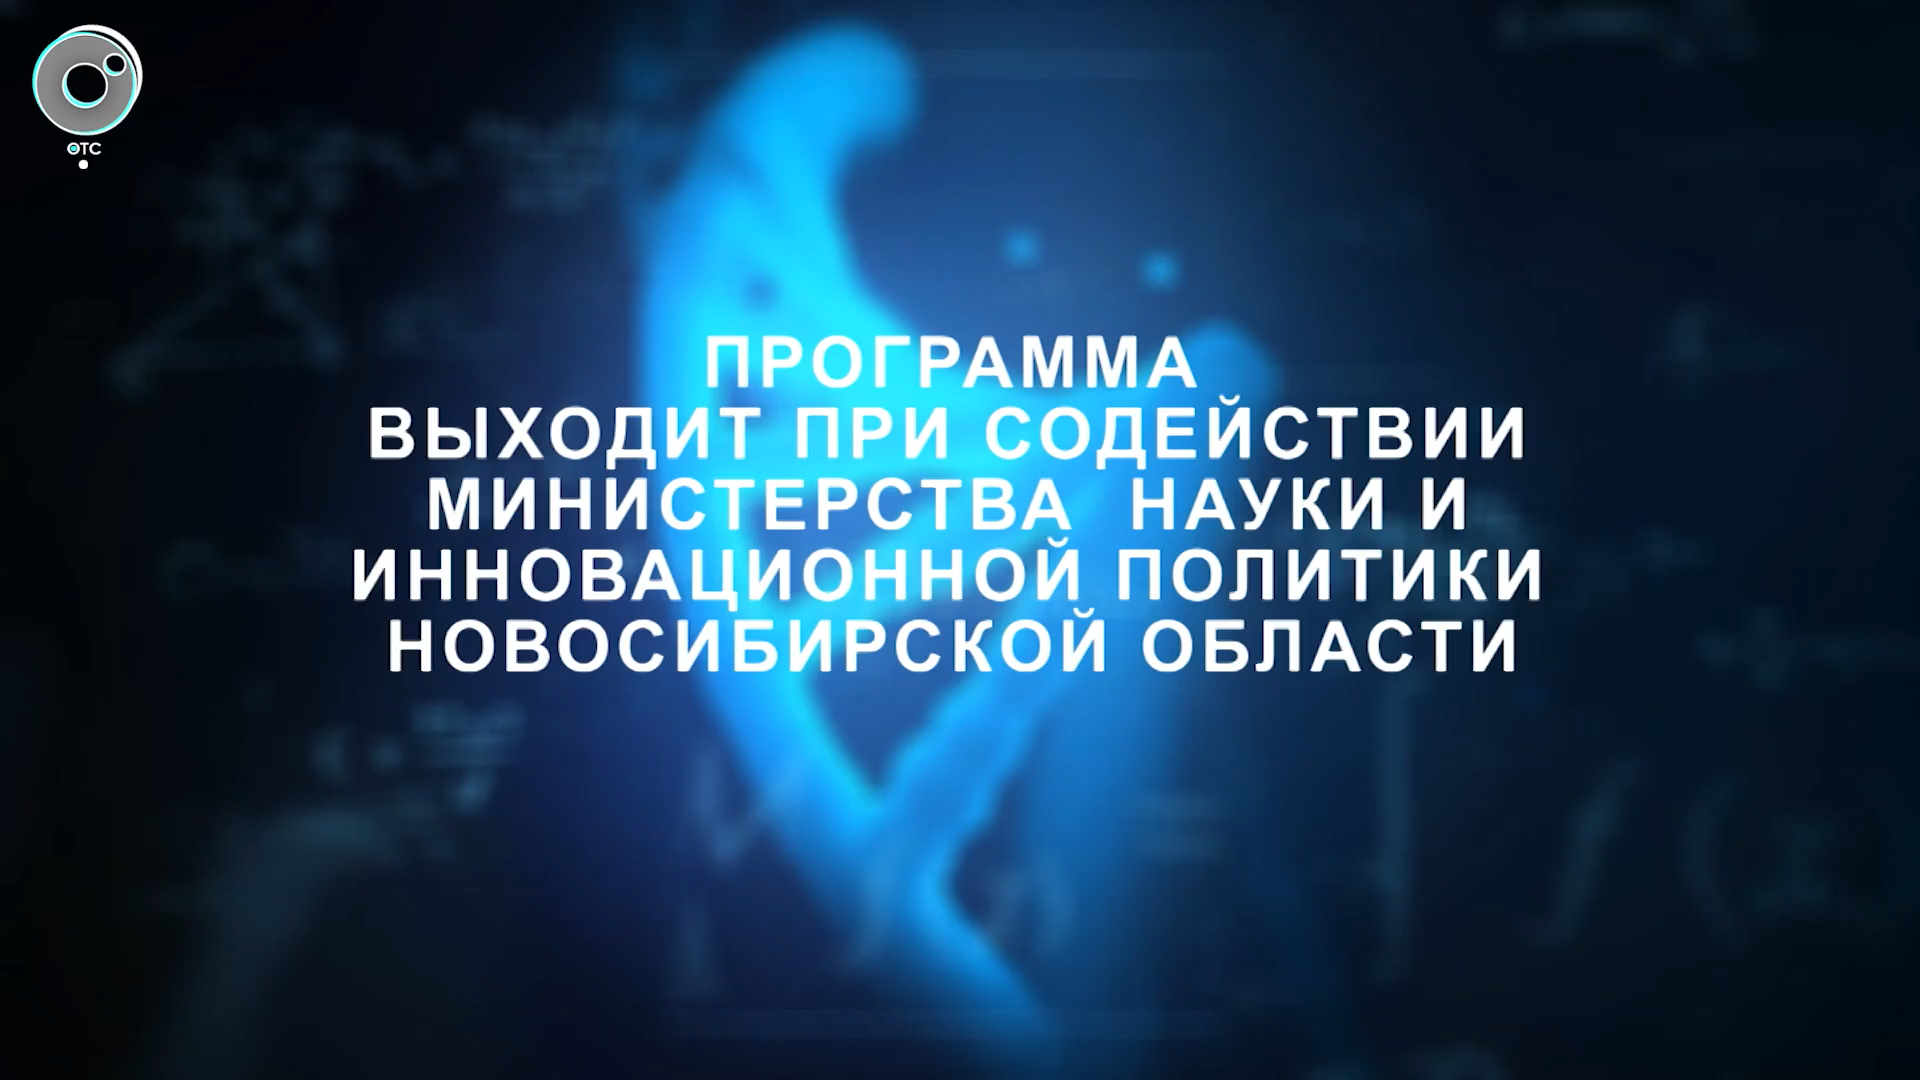 ОТС
ПРОГРАММА
ВЫХОДИТ ПРИ СОДЕЙСТВИИ
МИНИСТЕРСТВА НАУКИ И
ИННОВАЦИОННОЙ ПОЛИТИКИ
НОВОСИБИРСКОЙ ОБЛАСТИ